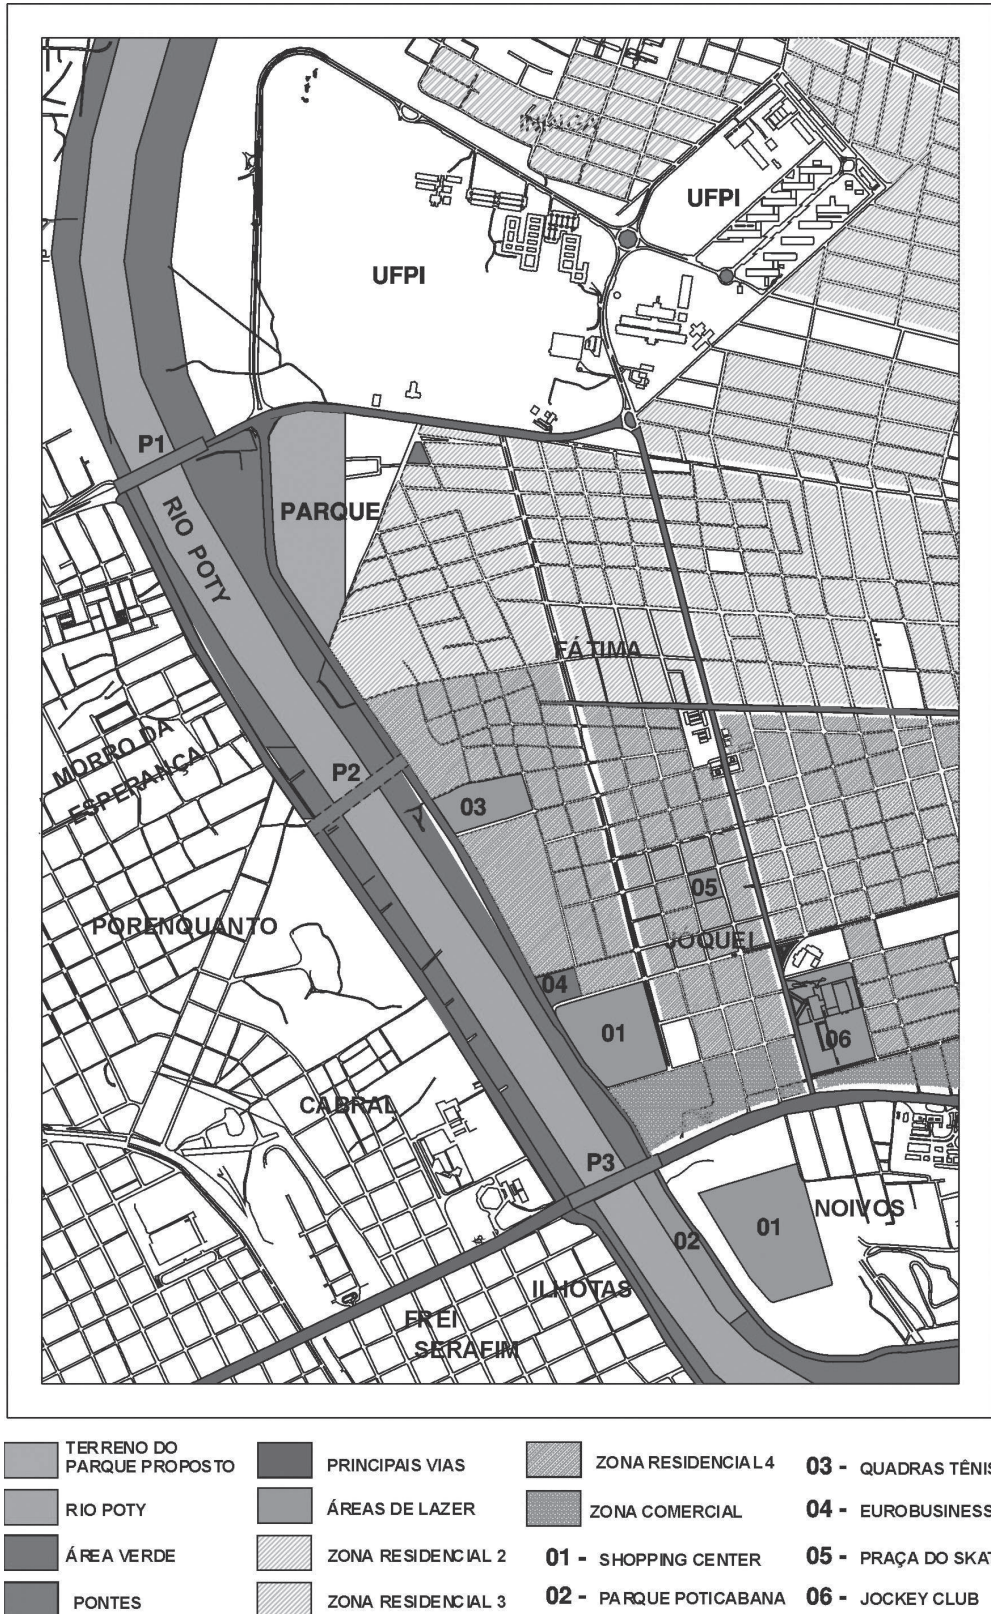 ININGA
UFPI
UFPI
P1
RIO POTY
PARQUE
FÁTIMA
MORRO DA
ESPERANÇA
P2
03
05
PORENQUANTO
JOQUEI
04
01
06
CABRAL
P3
NOIVOS
02
01
ILHOTAS
FREI
SERAFIM
TERRENO DO
PARQUE PROPOSTO
RIO POTY
ÁREA VERDE
PONTES
PRINCIPAIS VIAS
ÁREAS DE LAZER
ZONA RESIDENCIAL 2
ZONA RESIDENCIAL 3
ZONA RESIDENCIAL 4
ZONA COMERCIAL
01 - SHOPPING CENTER
02 - PARQUE POTICABANA
03 - QUADRAS TÊNIS
04 - EUROBUSINESS
05 - PRAÇA DO SKAT
06 - JOCKEY CLUB